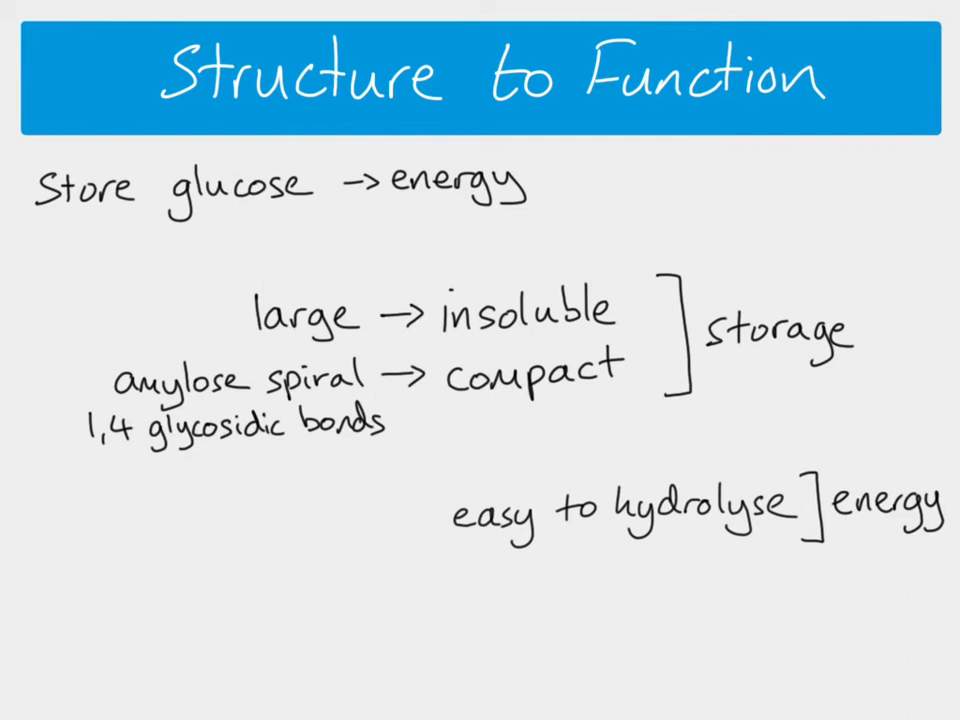 Structure to Function
Store glucose → energy
large → insoluble
amylose spiral → compact
] storage
1,4 glycosidic bonds
easy to hydrolyse ] energy